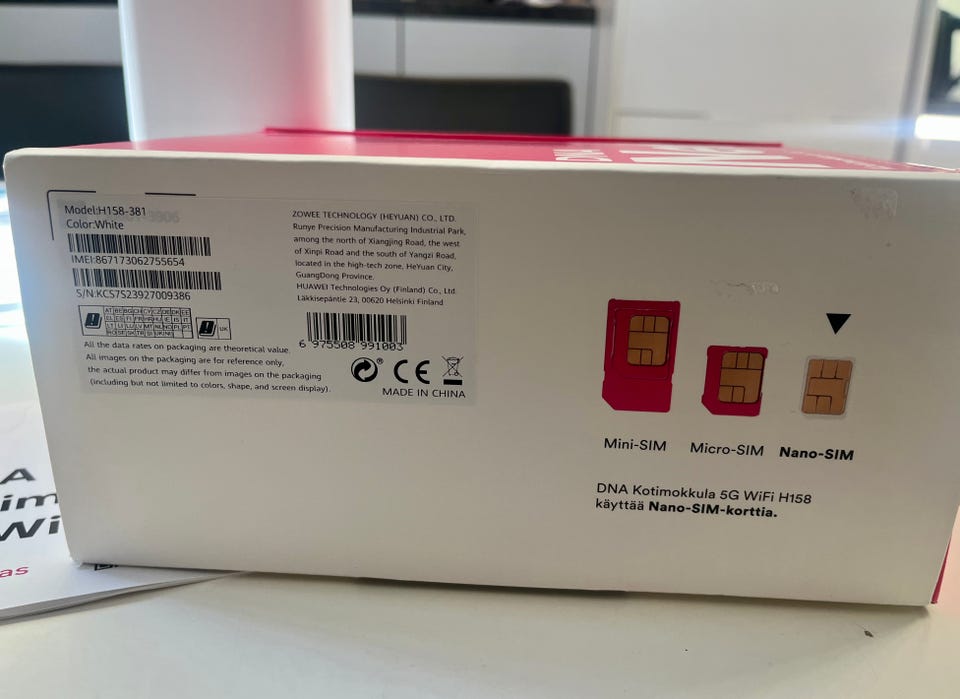 Model:H158-381
Color:White
IMEI:867173062755654
S/N:KCS7S23927009386
UK
All the data rates on packaging are theoretical value.
All images on the packaging are for reference only,
the actual product may differ from images on the packaging
(including but not limited to colors, shape, and screen display).
ZOWEE TECHNOLOGY (HEYUAN) CO., LTD.
Runye Precision Manufacturing Industrial Park,
among the north of Xiangjing Road, the west
of Xinpi Road and the south of Yangzi Road,
located in the high-tech zone, HeYuan City,
GuangDong Province.
HUAWEI Technologies Oy (Finland) Co., Ltd.
Läkkisepäntie 23, 00620 Helsinki Finland
6 975508 991003
CE
MADE IN CHINA
Mini-SIM
Micro-SIM
Nano-SIM
DNA Kotimokkula 5G WiFi H158
käyttää Nano-SIM-korttia.
DNA
A
im
Wi
as